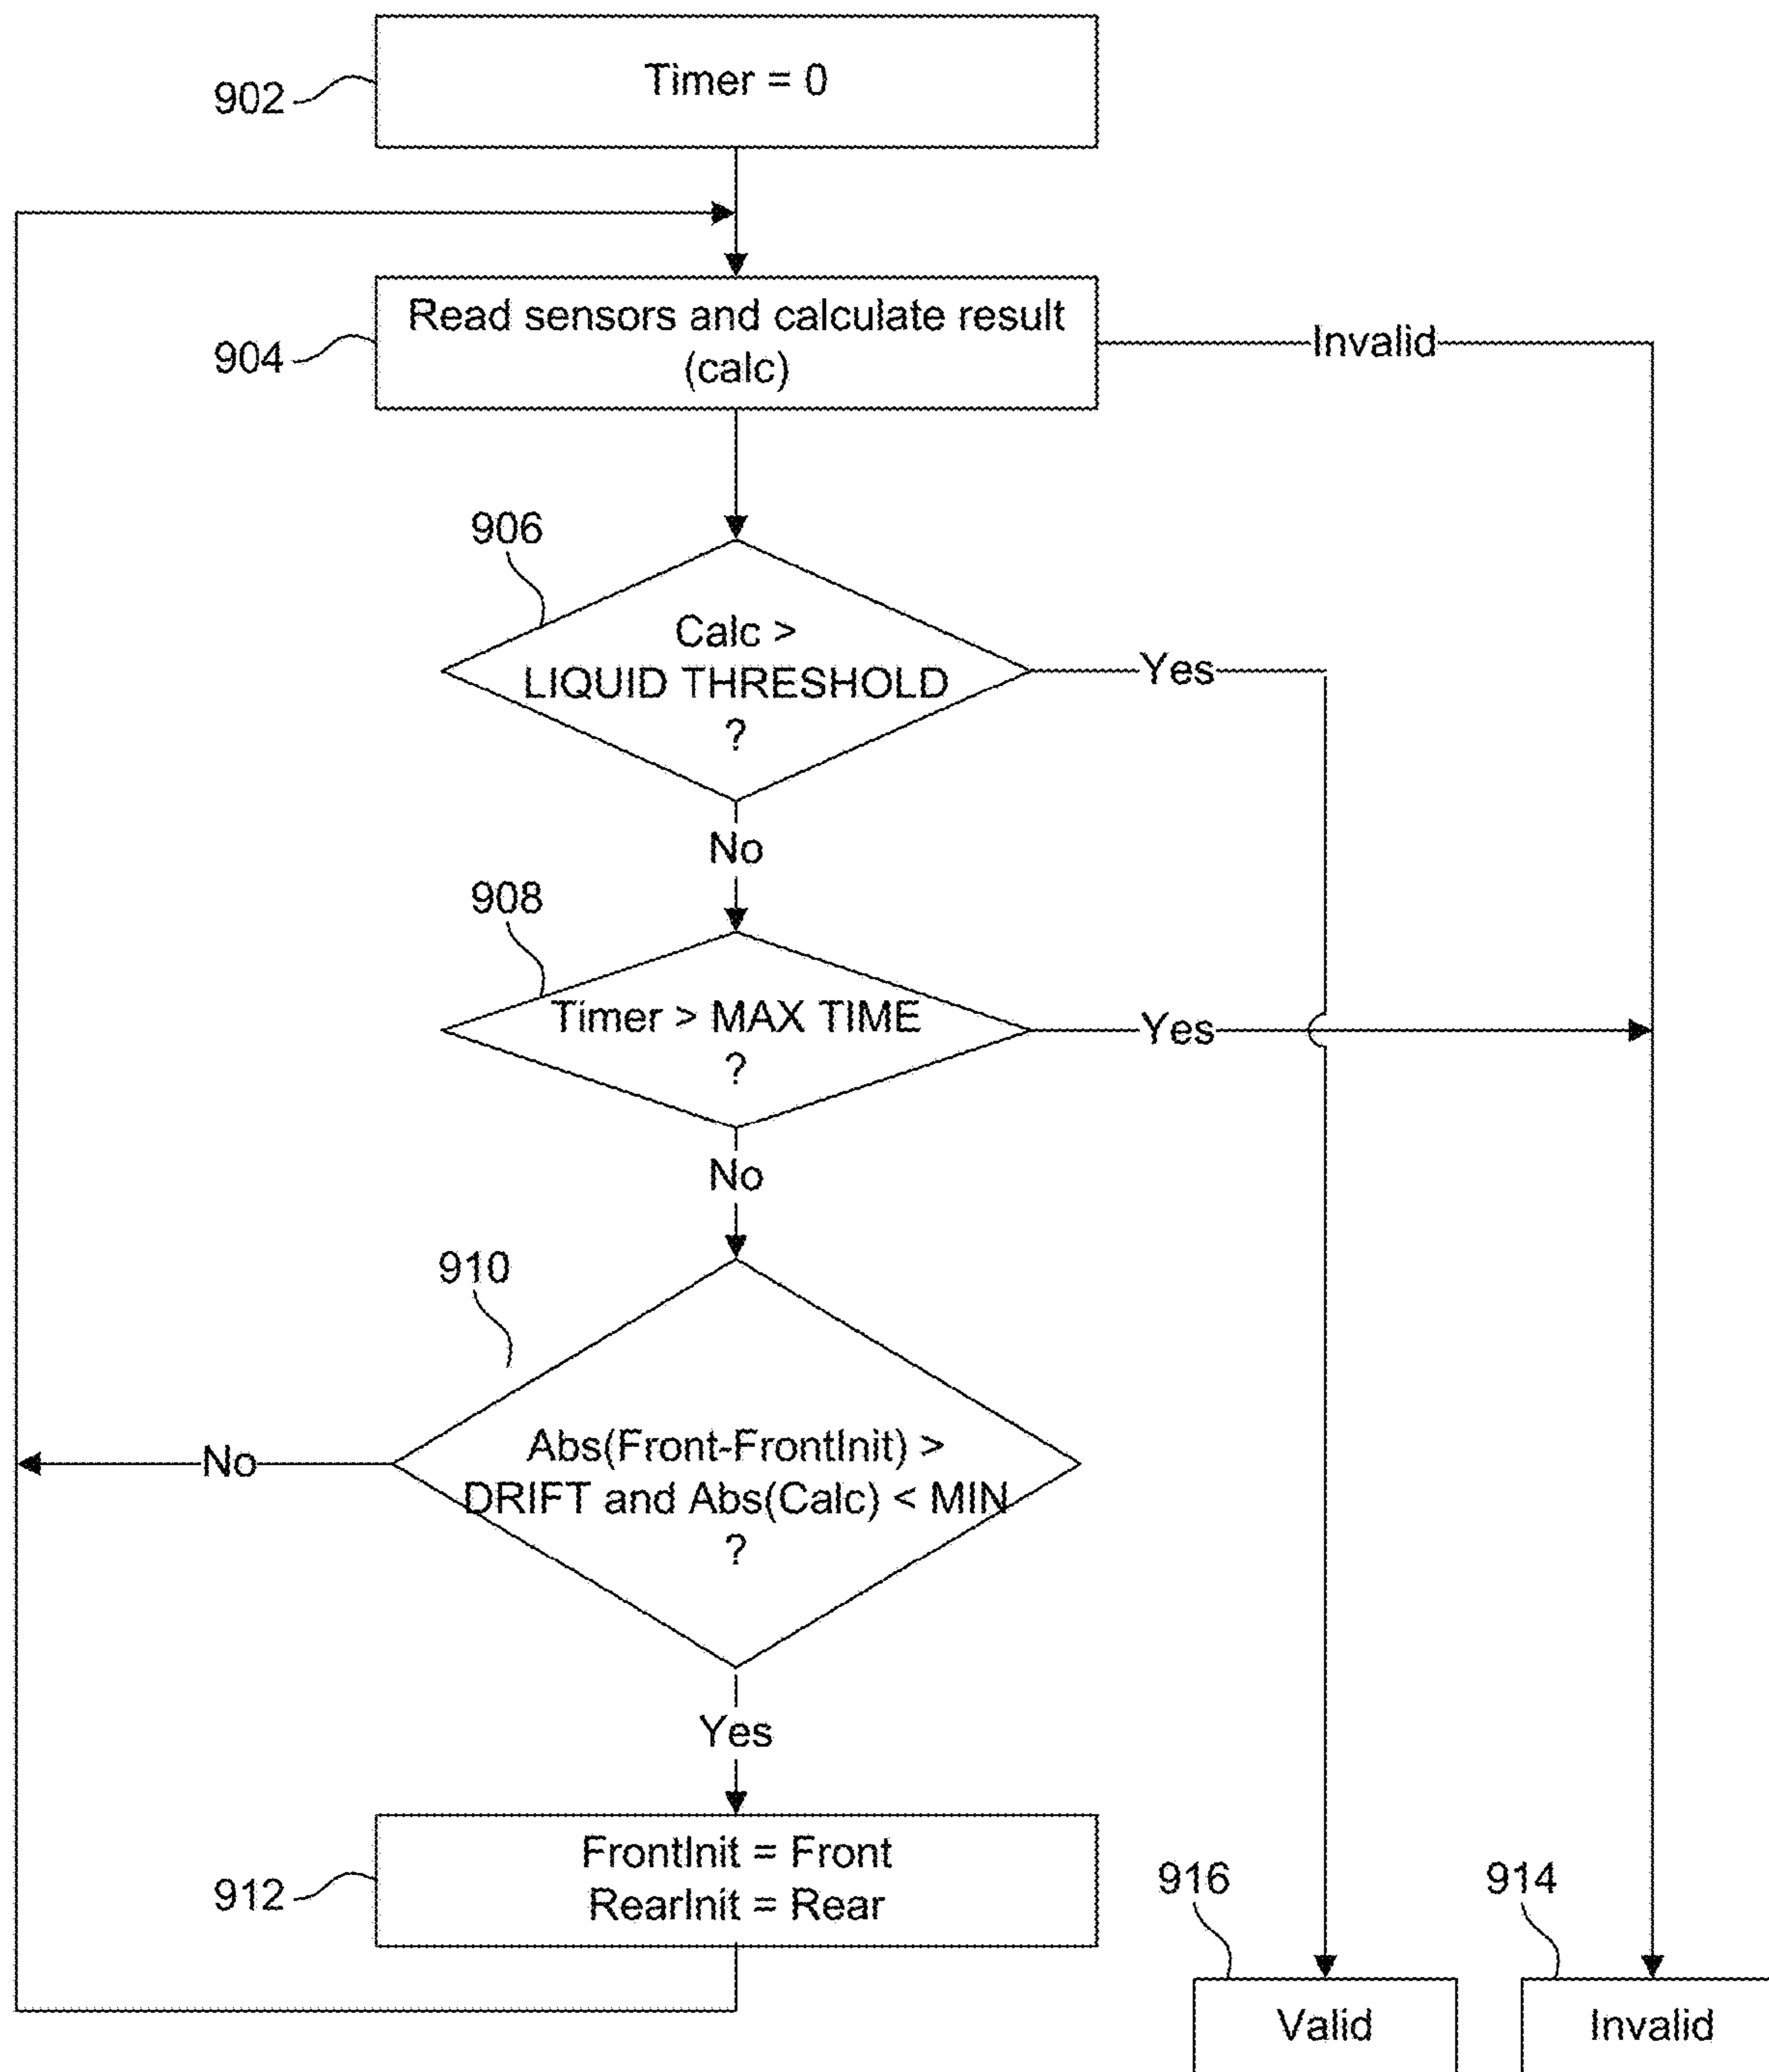 902
Timer = 0
904
Read sensors and calculate result
(calc)
Invalid
906
Calc >
LIQUID THRESHOLD
?
Yes
No
908
Timer > MAX TIME
?
Yes
No
910
Abs(Front-FrontInit) >
DRIFT and Abs(Calc) < MIN
?
No
Yes
912
FrontInit = Front
RearInit = Rear
916
914
Valid
Invalid